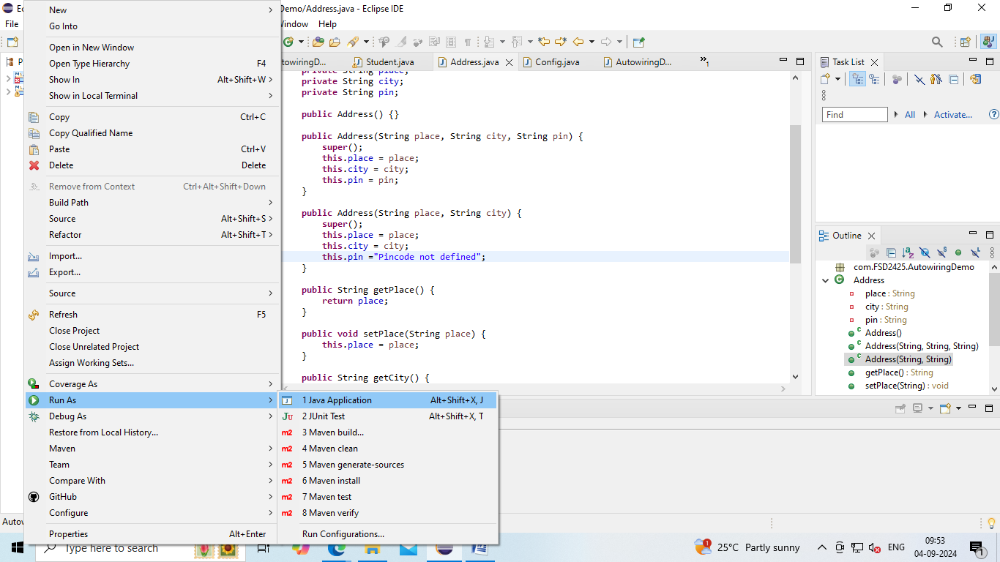 Demo/Address.java - Eclipse IDE
File
Window Help
New
Go Into
Open in New Window
Open Type Hierarchy F4
Show In Alt+Shift+W
Show in Local Terminal
Copy Ctrl+C
Copy Qualified Name
Paste Ctrl+V
Delete Delete
Remove from Context Ctrl+Alt+Shift+Down
Build Path
Source Alt+Shift+S
Refactor Alt+Shift+T
Import...
Export...
Source
Refresh F5
Close Project
Close Unrelated Project
Assign Working Sets...
Coverage As
Run As
Debug As
Restore from Local History...
Maven
Team
Compare With
GitHub
Configure
Properties Alt+Enter
1 Java Application Alt+Shift+X, J
2 JUnit Test Alt+Shift+X, T
3 Maven build...
4 Maven clean
5 Maven generate-sources
6 Maven install
7 Maven test
8 Maven verify
Run Configurations...
utowiringD... Student.java Address.java Config.java AutowiringD... »1
private String place;
private String city;
private String pin;
public Address() {}
public Address(String place, String city, String pin) {
super();
this.place = place;
this.city = city;
this.pin = pin;
}
public Address(String place, String city) {
super();
this.place = place;
this.city = city;
this.pin ="Pincode not defined";
}
public String getPlace() {
return place;
}
public void setPlace(String place) {
this.place = place;
}
public String getCity() {
Task List
Find All Activate...
Outline
com.FSD2425.AutowiringDemo
Address
place : String
city : String
pin : String
Address()
Address(String, String, String)
Address(String, String)
getPlace() : String
setPlace(String) : void
Autow
Type here to search
25°C Partly sunny ENG 09:53
04-09-2024
1